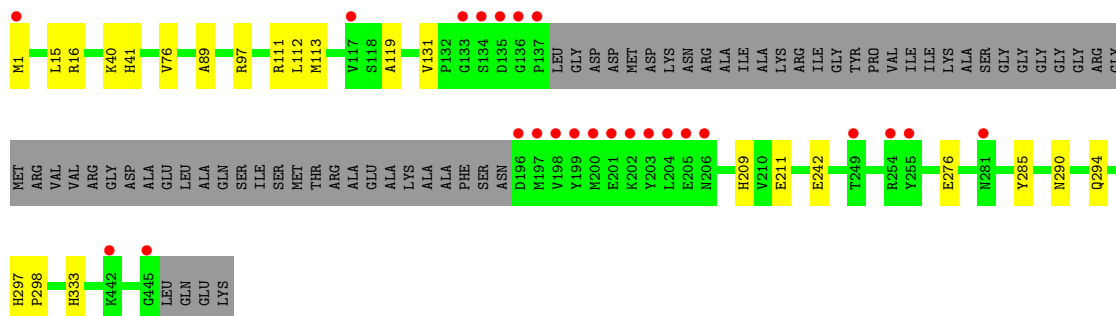 M1 L15 R16 K40 H41 V76 A89 R97 R111 L112 M113 V117 S118 A119 V131 P132 G133 S134 D135 G136 P137 LEU GLY ASP ASP MET ASP LYS ASN ARG ALA ILE ALA LYS ARG ILE GLY TYR PRO VAL ILE ILE LYS ALA SER GLY GLY GLY GLY GLY ARG
MET ARG VAL VAL ARG GLY ASP ALA GLU LEU ALA GLN SER ILE SER MET THR ARG ALA GLU ALA LYS ALA ALA PHE SER ASN D196 M197 V198 Y199 M200 E201 K202 Y203 L204 E205 N206 H209 V210 E211 E242 T249 R254 Y255 E276 N281 Y285 N290 Q294
H297 P298 H333 K442 G445 LEU GLN GLU LYS